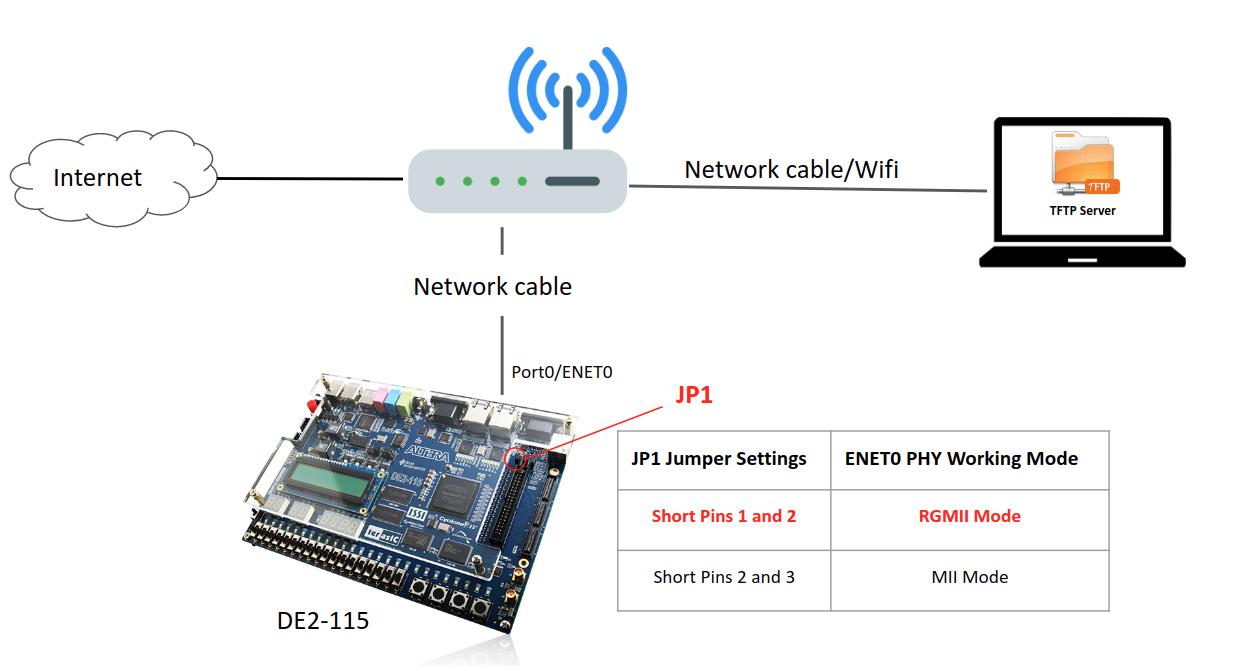 Internet
Network cable/Wifi
TFTP
TFTP Server
Network cable
Port0/ENET0
JP1
JP1 Jumper Settings
ENET0 PHY Working Mode
Short Pins 1 and 2
RGMII Mode
Short Pins 2 and 3
MII Mode
ALTERA
DE2-115
ISSI
Cyclone IV
terasIC
DE2-115